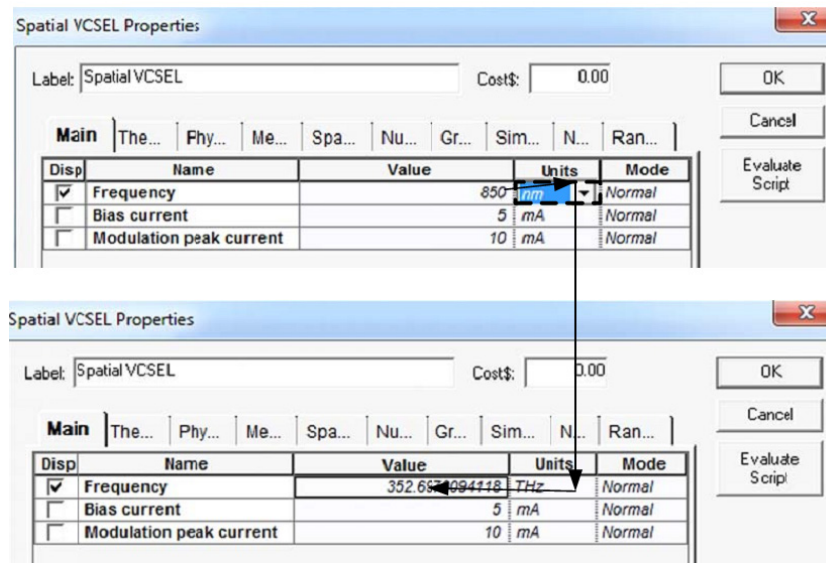 Spatial VCSEL Properties
Label: Spatial VCSEL Cost$: 0.00 OK
Cancel
Main The... Phy... Me... Spa... Nu... Gr... Sim... N... Ran...
Evaluate
Script
Disp Name Value Units Mode
Frequency 850 nm Normal
Bias current 5 mA Normal
Modulation peak current 10 mA Normal
Spatial VCSEL Properties
Label: Spatial VCSEL Cost$: 0.00 OK
Cancel
Main The... Phy... Me... Spa... Nu... Gr... Sim... N... Ran...
Evaluate
Script
Disp Name Value Units Mode
Frequency THz Normal
Bias current 5 mA Normal
Modulation peak current 10 mA Normal